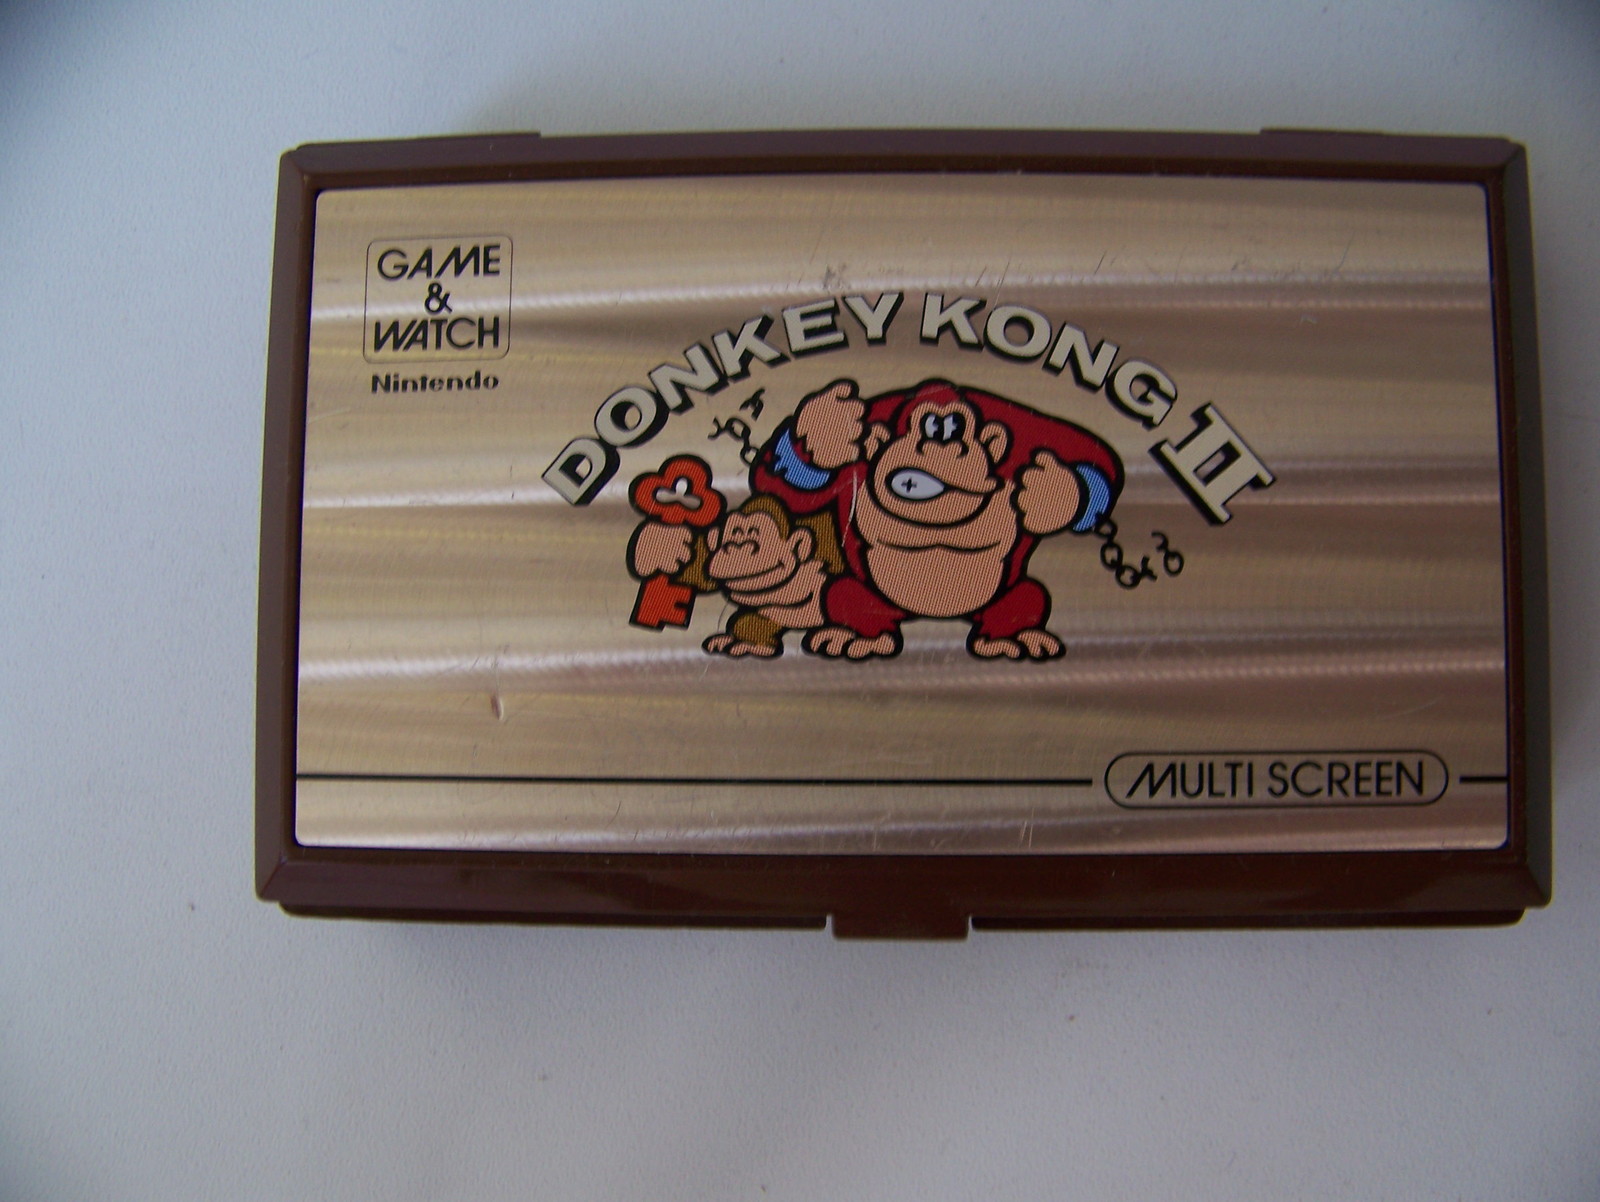 GAME
&
WATCH
Nintendo
DONKEY KONG II
MULTI SCREEN